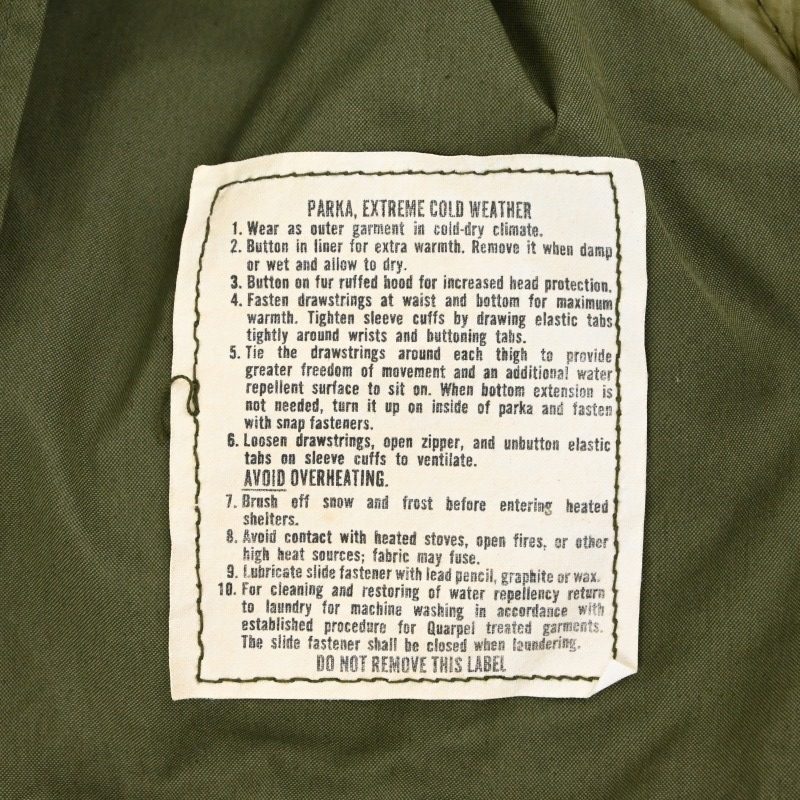 PARKA, EXTREME COLD WEATHER
1. Wear as outer garment in cold-dry climate.
2. Button in liner for extra warmth. Remove it when damp
or wet and allow to dry.
3. Button on fur ruffed hood for increased head protection.
4. Fasten drawstrings at waist and bottom for maximum
warmth. Tighten sleeve cuffs by drawing elastic tabs
tightly around wrists and buttoning tabs.
5. Tie the drawstrings around each thigh to provide
greater freedom of movement and an additional water
repellent surface to sit on. When bottom extension is
not needed, turn it up on inside of parka and fasten
with snap fasteners.
6. Loosen drawstrings, open zipper, and unbutton elastic
tabs on sleeve cuffs to ventilate.
AVOID OVERHEATING.
7. Brush off snow and frost before entering heated
shelters.
8. Avoid contact with heated stoves, open fires, or other
high heat sources; fabric may fuse.
9. Lubricate slide fastener with lead pencil, graphite or wax.
10. For cleaning and restoring of water repellency return
to laundry for machine washing in accordance with
established procedure for Quarpel treated garments.
The slide fastener shall be closed when laundering.
DO NOT REMOVE THIS LABEL